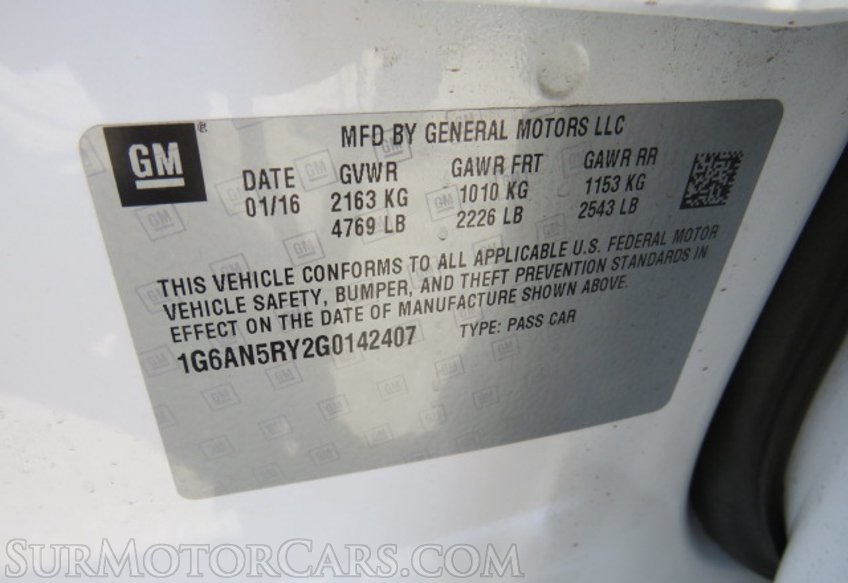 GM ®
MFD BY GENERAL MOTORS LLC
DATE GVWR GAWR FRT GAWR RR
01/16 2163 KG 1010 KG 1153 KG
4769 LB 2226 LB 2543 LB
THIS VEHICLE CONFORMS TO ALL APPLICABLE U.S. FEDERAL MOTOR
VEHICLE SAFETY, BUMPER, AND THEFT PREVENTION STANDARDS IN
EFFECT ON THE DATE OF MANUFACTURE SHOWN ABOVE.
1G6AN5RY2G0142407 TYPE: PASS CAR
SURMOTORCARS.COM